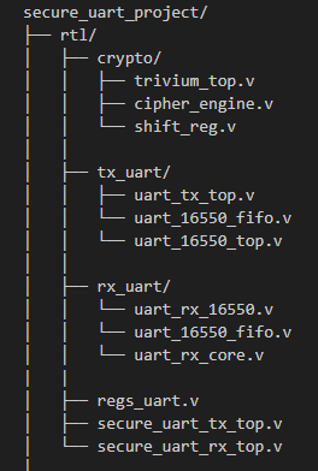 secure_uart_project/
├── rtl/
│   ├── crypto/
│   │   ├── trivium_top.v
│   │   ├── cipher_engine.v
│   │   └── shift_reg.v
│   │
│   ├── tx_uart/
│   │   ├── uart_tx_top.v
│   │   └── uart_16550_fifo.v
│   │   └── uart_16550_top.v
│   │
│   ├── rx_uart/
│   │   └── uart_rx_16550.v
│   │   └── uart_16550_fifo.v
│   │   └── uart_rx_core.v
│   │
│   ├── regs_uart.v
│   ├── secure_uart_tx_top.v
│   └── secure_uart_rx_top.v
│